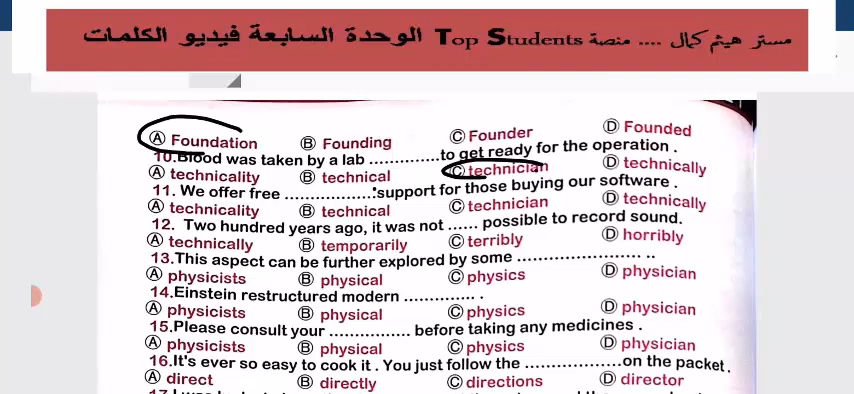 مستر هيثم كمال .... منصة Top Students الوحدة السابعة فيديو الكلمات
Ⓐ Foundation Ⓑ Founding Ⓒ Founder Ⓓ Founded
10.Blood was taken by a lab ..............to get ready for the operation .
Ⓐ technicality Ⓑ technical Ⓒ technician Ⓓ technically
11. We offer free .................support for those buying our software .
Ⓐ technicality Ⓑ technical Ⓒ technician Ⓓ technically
12. Two hundred years ago, it was not ...... possible to record sound.
Ⓐ technically Ⓑ temporarily Ⓒ terribly Ⓓ horribly
13.This aspect can be further explored by some ........................ ..
Ⓐ physicists Ⓑ physical Ⓒ physics Ⓓ physician
14.Einstein restructured modern .............. .
Ⓐ physicists Ⓑ physical Ⓒ physics Ⓓ physician
15.Please consult your ................ before taking any medicines .
Ⓐ physicists Ⓑ physical Ⓒ physics Ⓓ physician
16.It's ever so easy to cook it . You just follow the ...................on the packet.
Ⓐ direct Ⓑ directly Ⓒ directions Ⓓ director